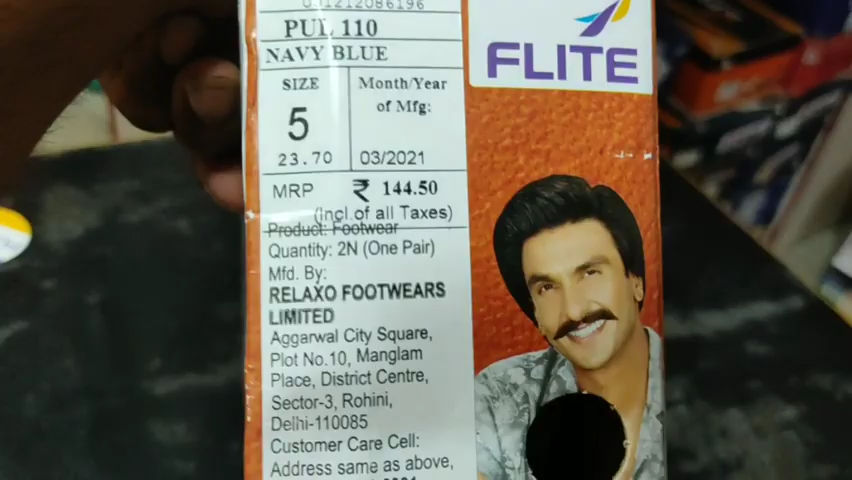 PUL 110
NAVY BLUE
SIZE
5
23.70
Month/Year
of Mfg:
03/2021
MRP ₹ 144.50
(Incl.of all Taxes)
Product: Footwear
Quantity: 2N (One Pair)
Mfd. By:
RELAXO FOOTWEARS
LIMITED
Aggarwal City Square,
Plot No.10, Manglam
Place, District Centre,
Sector-3, Rohini,
Delhi-110085
Customer Care Cell:
Address same as above,
FLITE